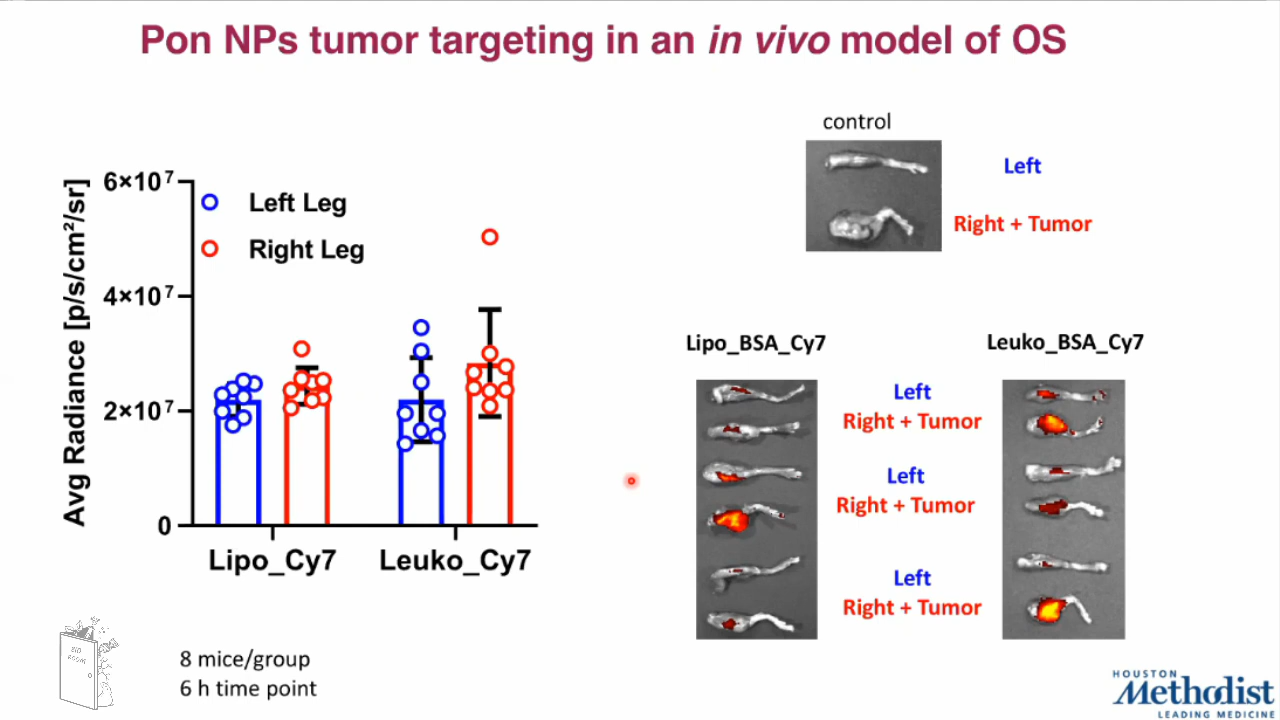 Pon NPs tumor targeting in an in vivo model of OS
control
Left
Right + Tumor
Avg Radiance [p/s/cm²/sr]
6×10⁷
4×10⁷
2×10⁷
0
Left Leg
Right Leg
Lipo_Cy7
Leuko_Cy7
Lipo_BSA_Cy7
Leuko_BSA_Cy7
Left
Right + Tumor
Left
Right + Tumor
Left
Right + Tumor
8 mice/group
6 h time point
HOUSTON
Methodist
LEADING MEDICINE